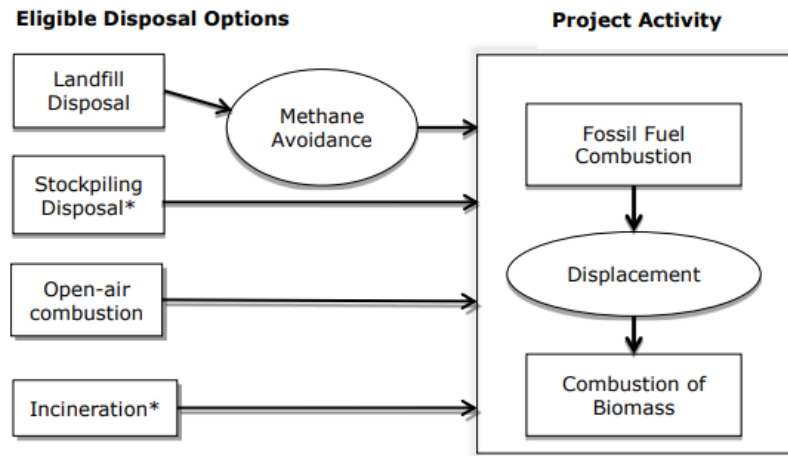 Eligible Disposal Options
Project Activity
Landfill
Disposal
Methane
Avoidance
Fossil Fuel
Combustion
Stockpiling
Disposal*
Open-air
combustion
Displacement
Incineration*
Combustion of
Biomass